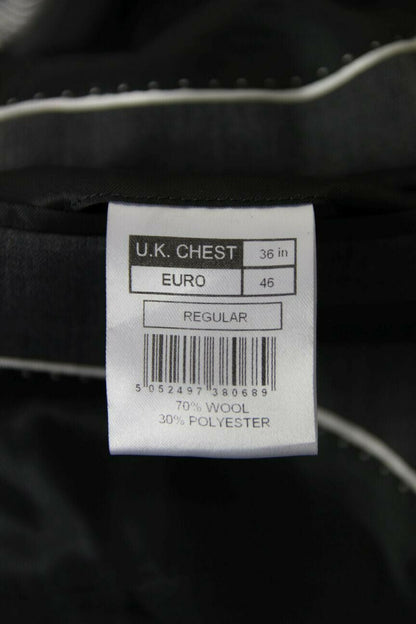 U.K. CHEST 36 in
EURO 46
REGULAR
5 052497 380689
70% WOOL
30% POLYESTER